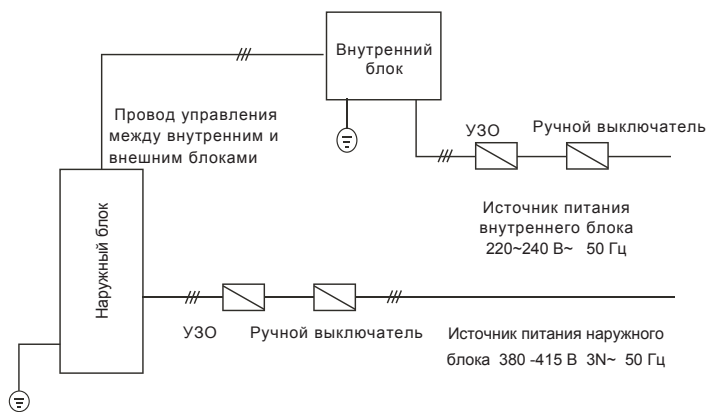 Внутренний
блок
Провод управления
между внутренним и
внешним блоками
УЗО
Ручной выключатель
Источник питания
внутреннего блока
220~240 В~ 50 Гц
Наружный блок
УЗО
Ручной выключатель
Источник питания наружного
блока 380 -415 В 3N~ 50 Гц